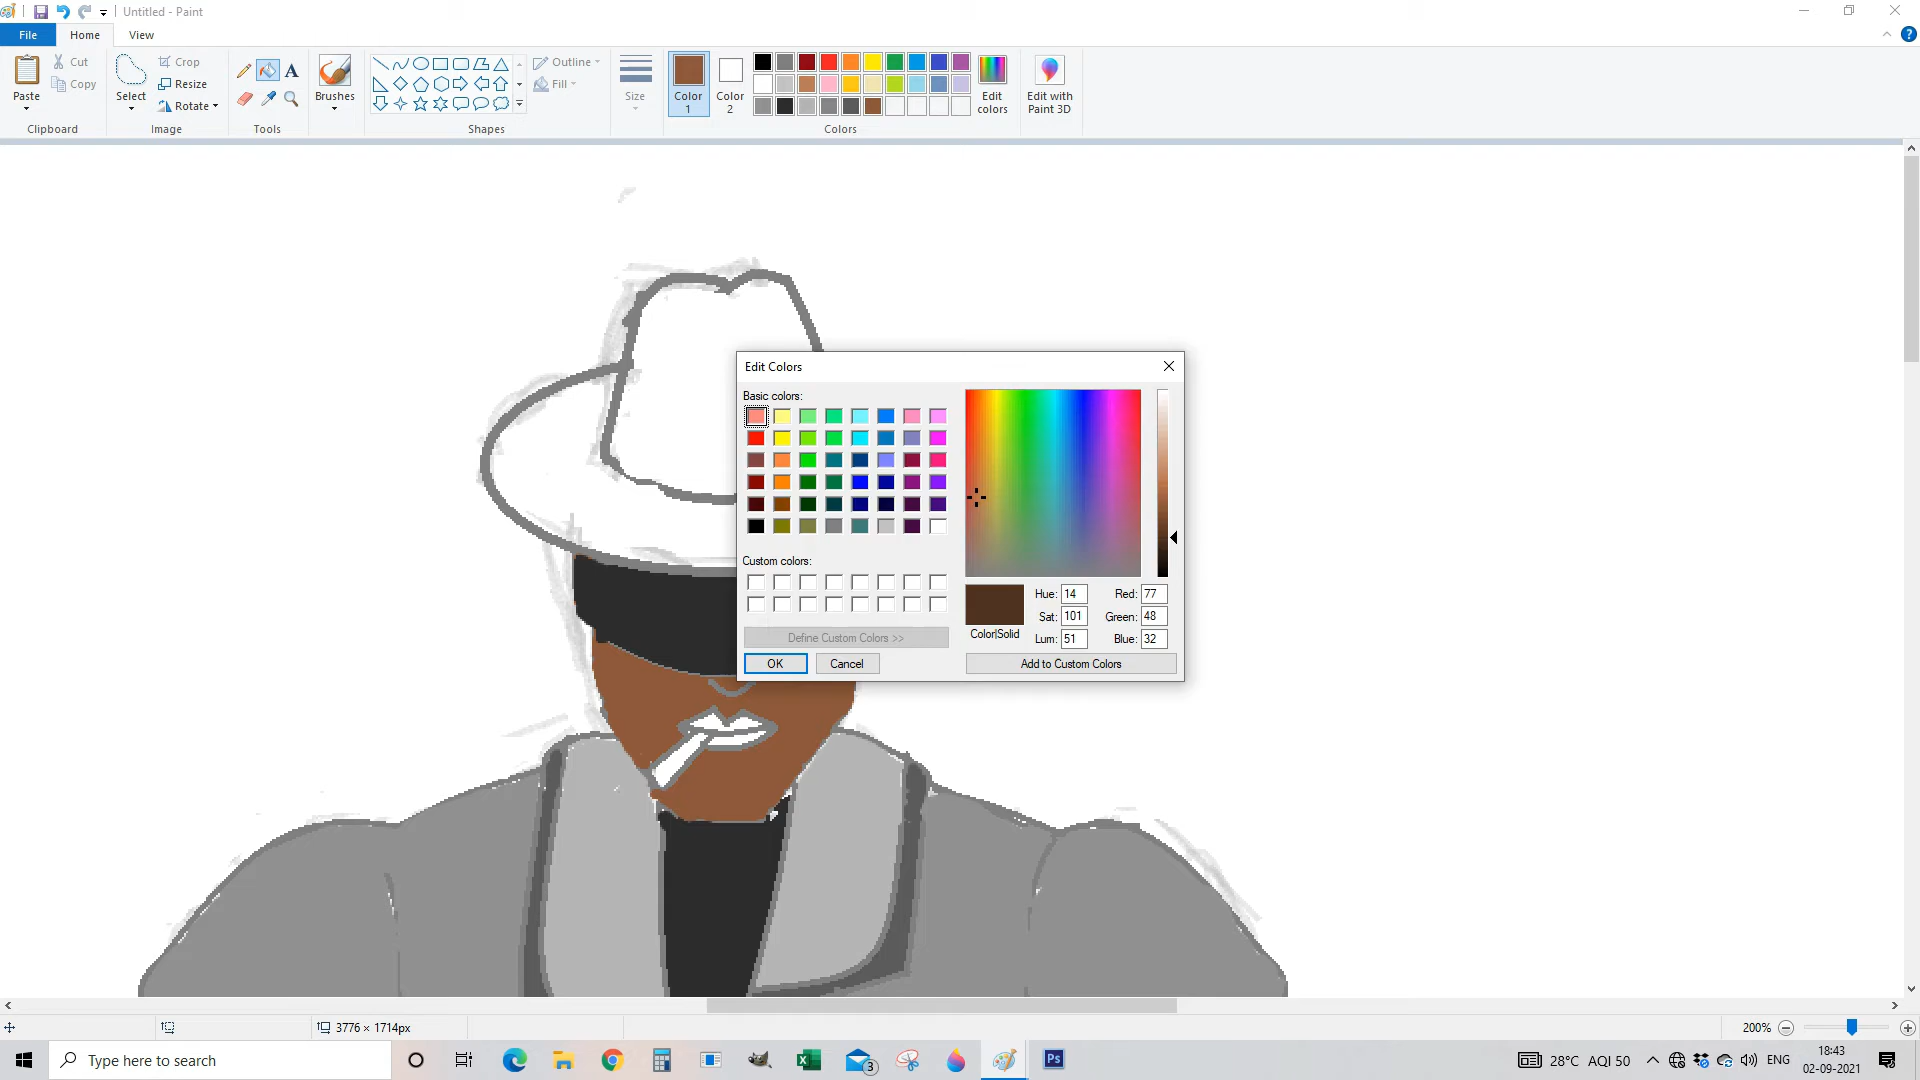 Untitled - Paint
File Home View
Paste Cut Copy
Clipboard
Select Crop Resize Rotate
Image
A
Tools
Brushes
Shapes
Outline Fill
Size
Color 1 Color 2
Edit colors
Colors
Edit with Paint 3D
Edit Colors
Basic colors:
Custom colors:
Define Custom Colors >>
OK Cancel
Color|Solid
Hue: 14 Red: 77
Sat: 101 Green: 48
Lum: 51 Blue: 32
Add to Custom Colors
3776 × 1714px 200%
Type here to search
3
Ps
28°C AQI 50 ENG
18:43
02-09-2021